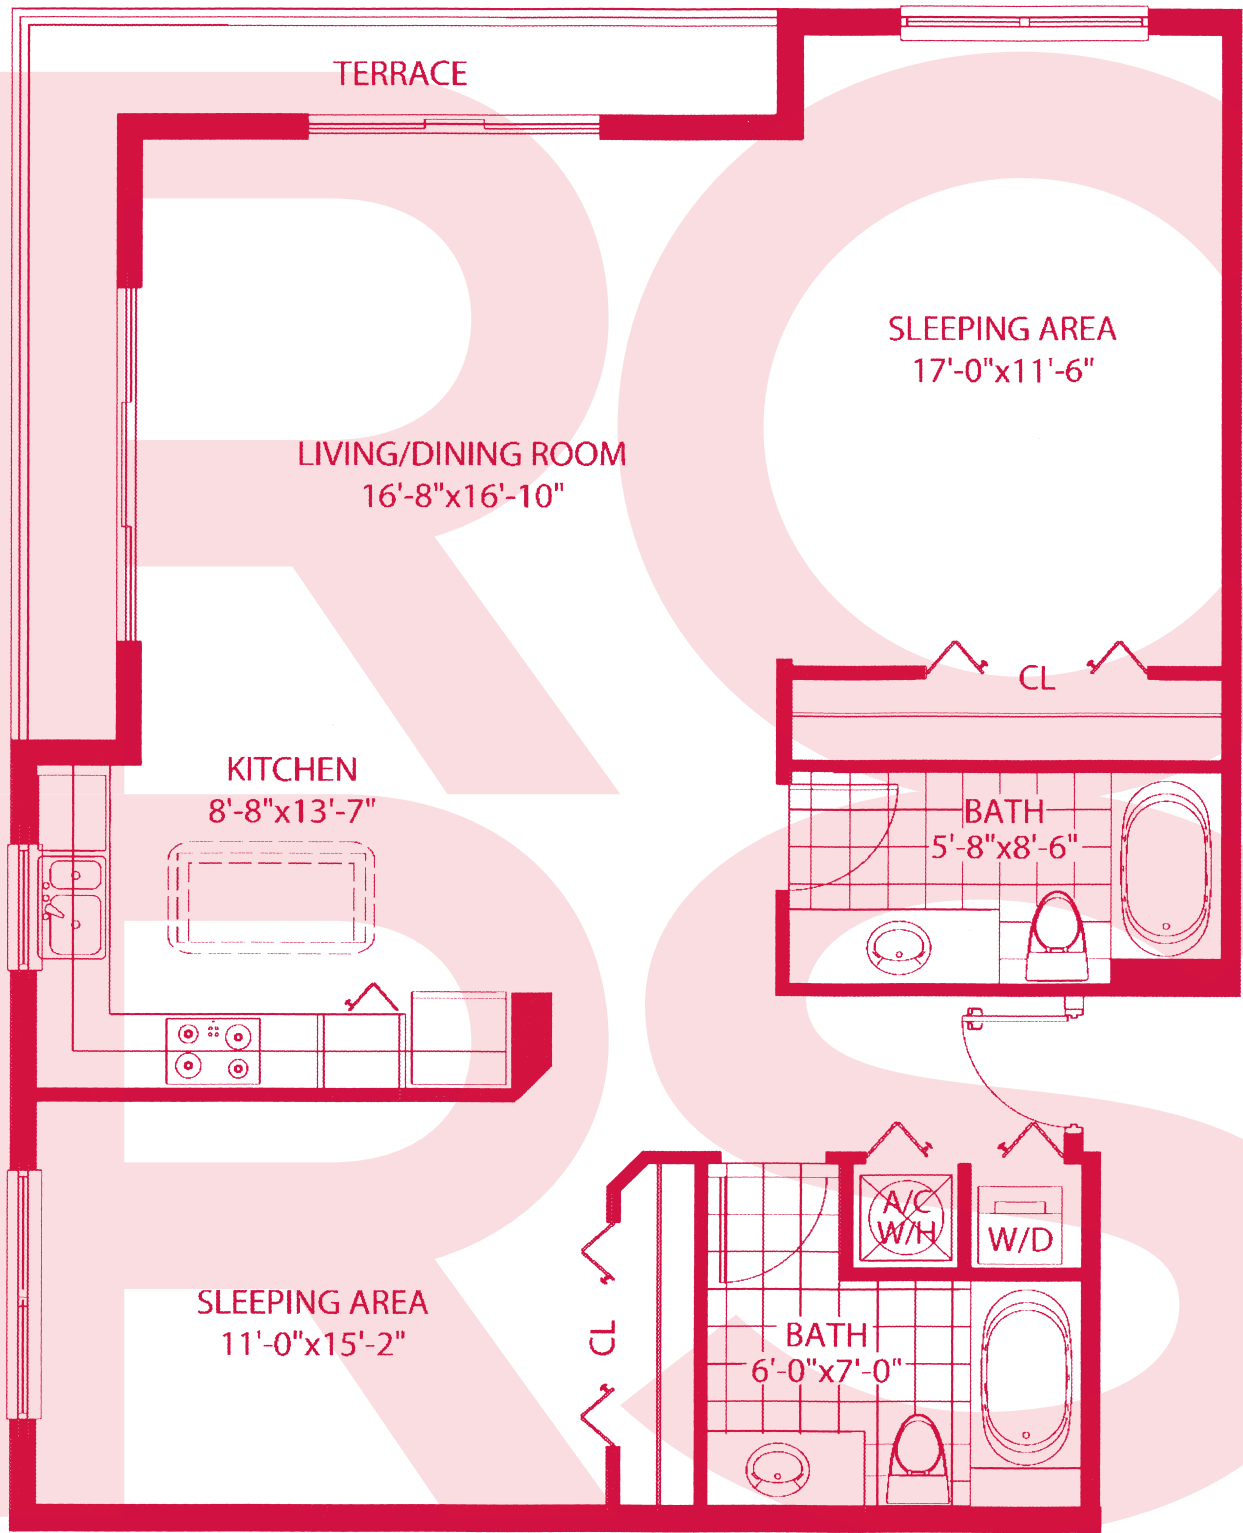 TERRACE
SLEEPING AREA
17'-0"x11'-6"
LIVING/DINING ROOM
16'-8"x16'-10"
CL
KITCHEN
8'-8"x13'-7"
BATH
5'-8"x8'-6"
A/C
W/H
W/D
SLEEPING AREA
11'-0"x15'-2"
CL
BATH
6'-0"x7'-0"